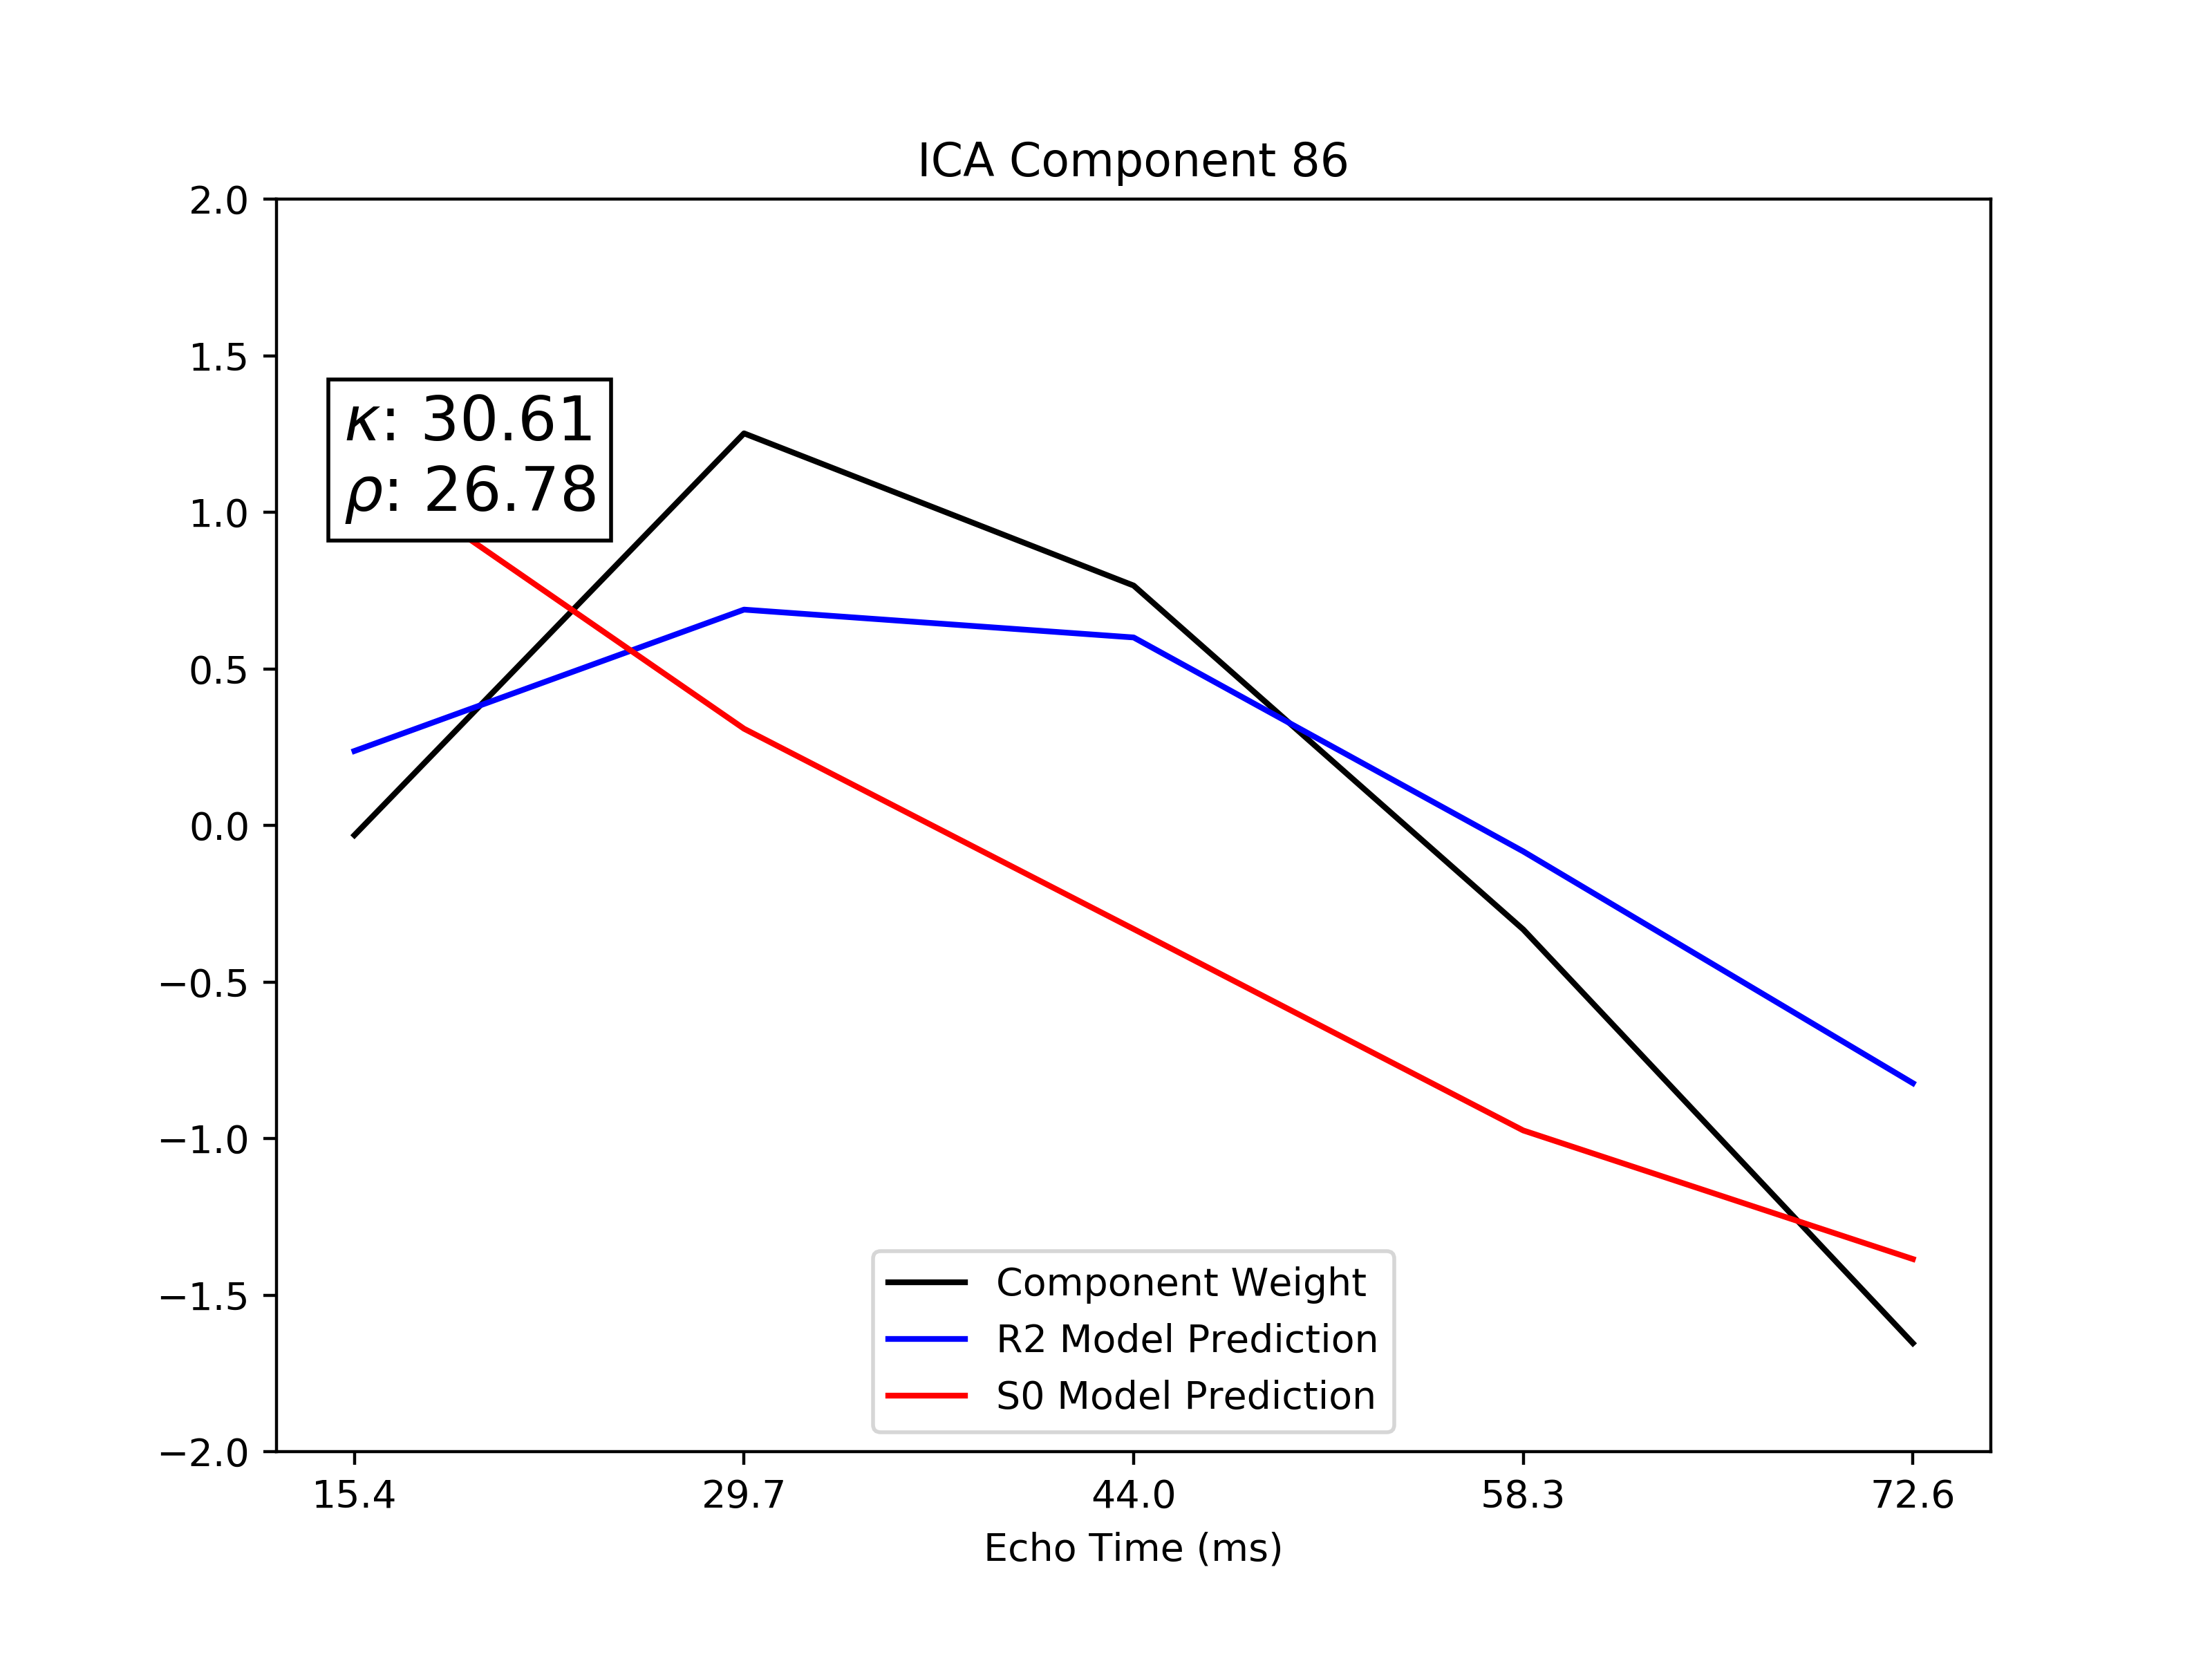 ICA Component 86
2.0
1.5
1.0
0.5
0.0
−0.5
−1.0
−1.5
−2.0
κ: 30.61
ρ: 26.78
Component Weight
R2 Model Prediction
S0 Model Prediction
15.4 29.7 44.0 58.3 72.6
Echo Time (ms)